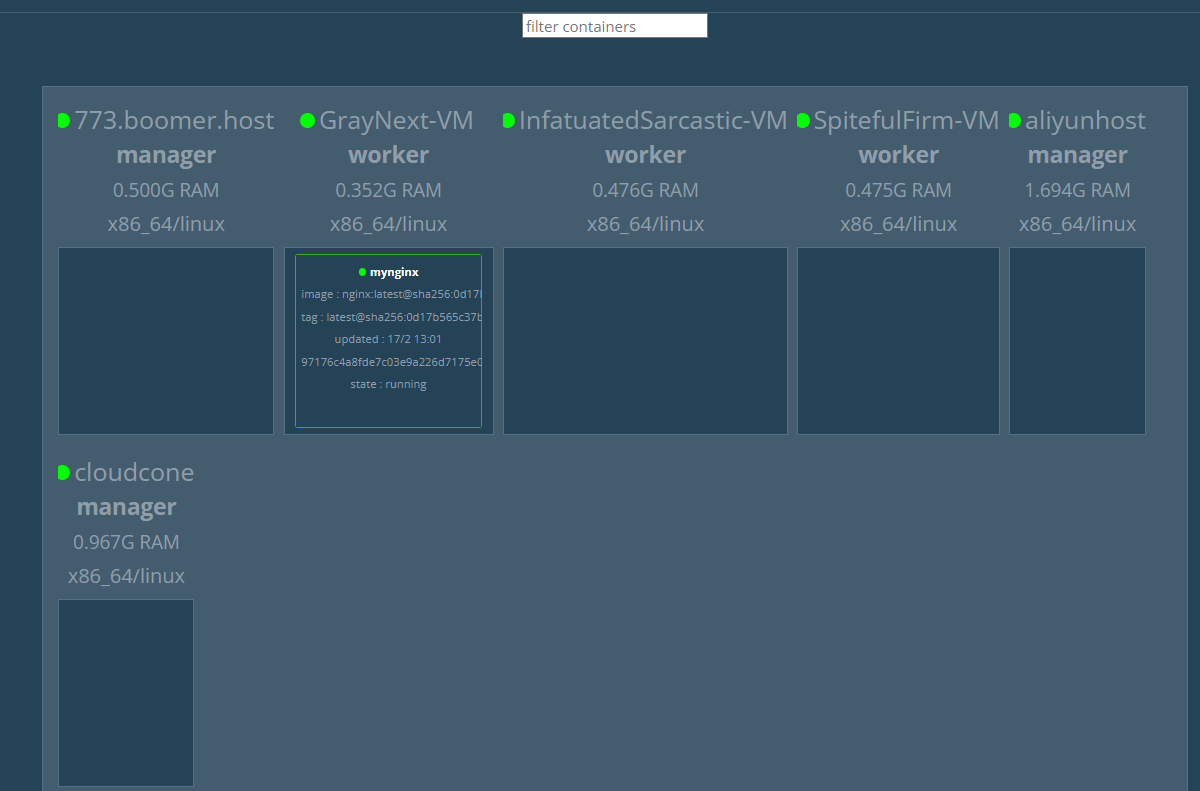 filter containers
773.boomer.host
manager
0.500G RAM
x86_64/linux
GrayNext-VM
worker
0.352G RAM
x86_64/linux
mynginx
image : nginx:latest@sha256:0d17
tag : latest@sha256:0d17b565c37b
updated : 17/2 13:01
97176c4a8fde7c03e9a226d7175e0
state : running
InfatuatedSarcastic-VM
worker
0.476G RAM
x86_64/linux
SpitefulFirm-VM
worker
0.475G RAM
x86_64/linux
aliyunhost
manager
1.694G RAM
x86_64/linux
cloudcone
manager
0.967G RAM
x86_64/linux